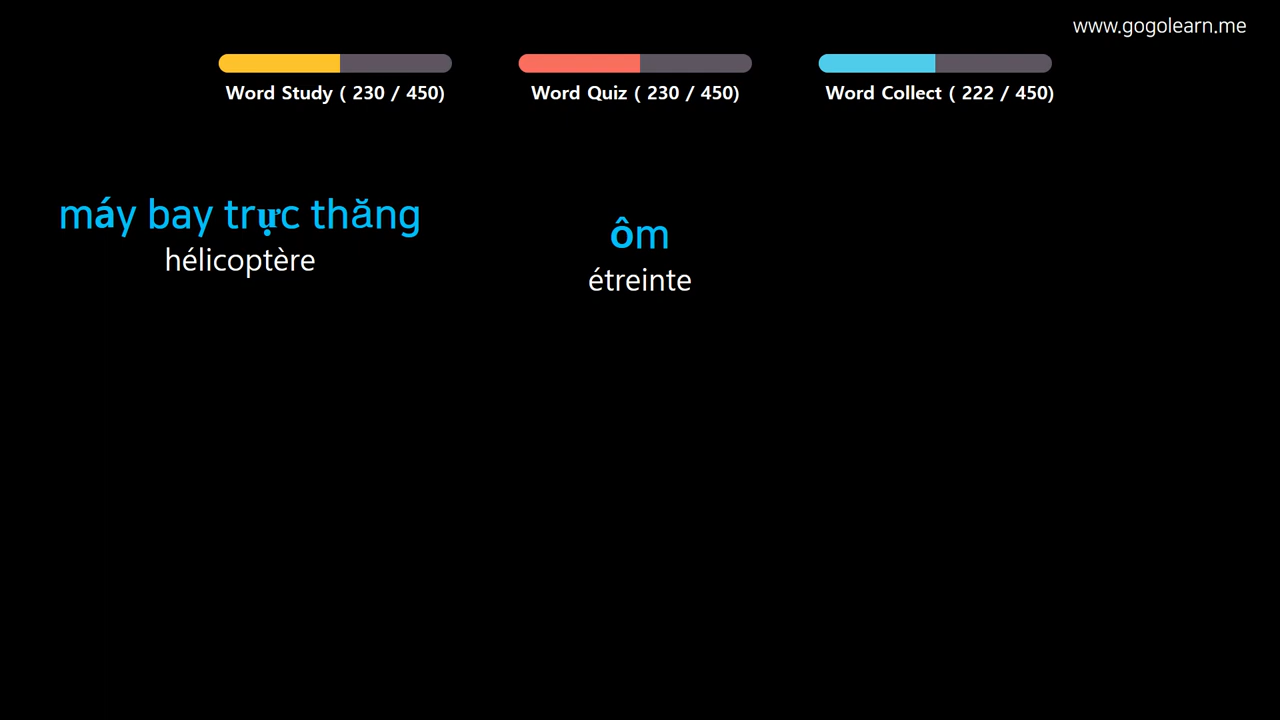 www.gogolearn.me
Word Study ( 230 / 450)
Word Quiz ( 230 / 450)
Word Collect ( 222 / 450)
máy bay trực thăng
hélicoptère
ôm
étreinte